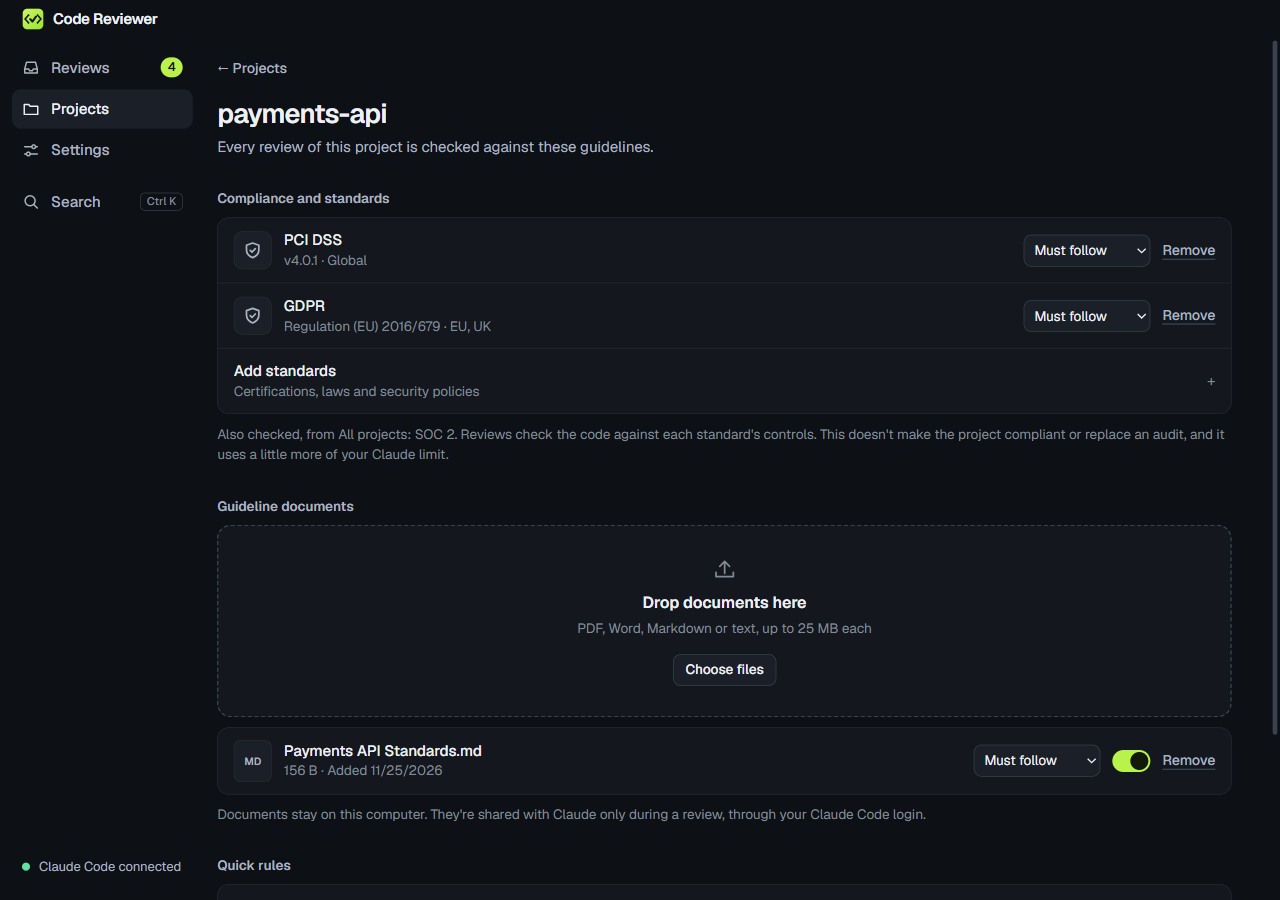 Code Reviewer
Reviews 4
Projects
Settings
Search Ctrl K
← Projects
payments-api
Every review of this project is checked against these guidelines.
Compliance and standards
PCI DSS
v4.0.1 · Global
Must follow
Remove
GDPR
Regulation (EU) 2016/679 · EU, UK
Must follow
Remove
Add standards
Certifications, laws and security policies
+
Also checked, from All projects: SOC 2. Reviews check the code against each standard's controls. This doesn't make the project compliant or replace an audit, and it
uses a little more of your Claude limit.
Guideline documents
Drop documents here
PDF, Word, Markdown or text, up to 25 MB each
Choose files
MD
Payments API Standards.md
156 B · Added 11/25/2026
Must follow
Remove
Documents stay on this computer. They're shared with Claude only during a review, through your Claude Code login.
Quick rules
Claude Code connected